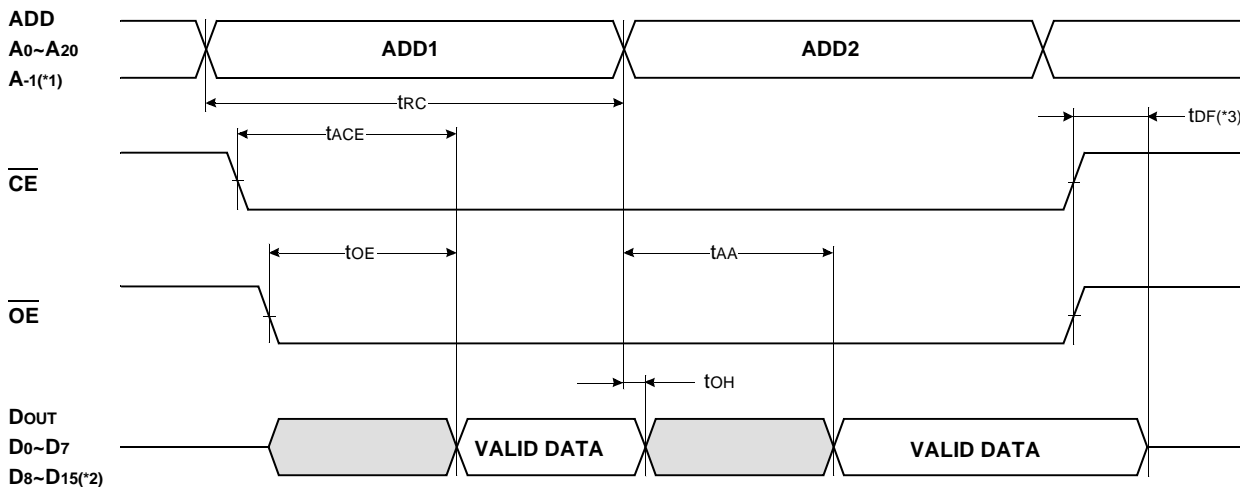 ADD
A0~A20
A-1(*1)
ADD1
ADD2
tRC
tACE
tDF(*3)
CE
tOE
tAA
OE
tOH
DOUT
D0~D7
D8~D15(*2)
VALID DATA
VALID DATA